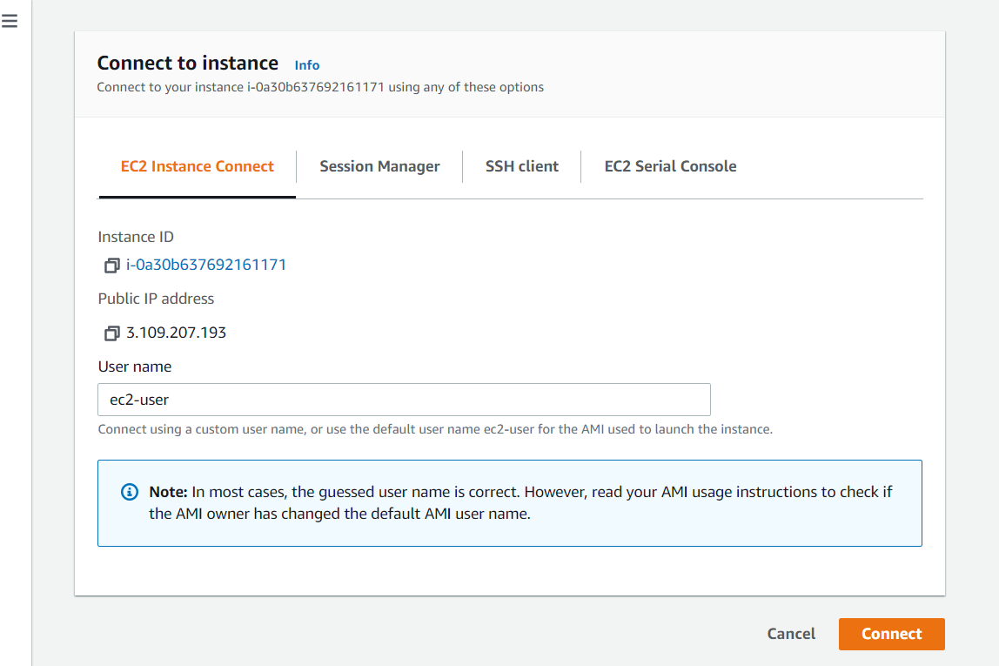 Connect to instance Info
Connect to your instance i-0a30b637692161171 using any of these options
EC2 Instance Connect
Session Manager
SSH client
EC2 Serial Console
Instance ID
i-0a30b637692161171
Public IP address
3.109.207.193
User name
ec2-user
Connect using a custom user name, or use the default user name ec2-user for the AMI used to launch the instance.
Note: In most cases, the guessed user name is correct. However, read your AMI usage instructions to check if
the AMI owner has changed the default AMI user name.
Cancel
Connect